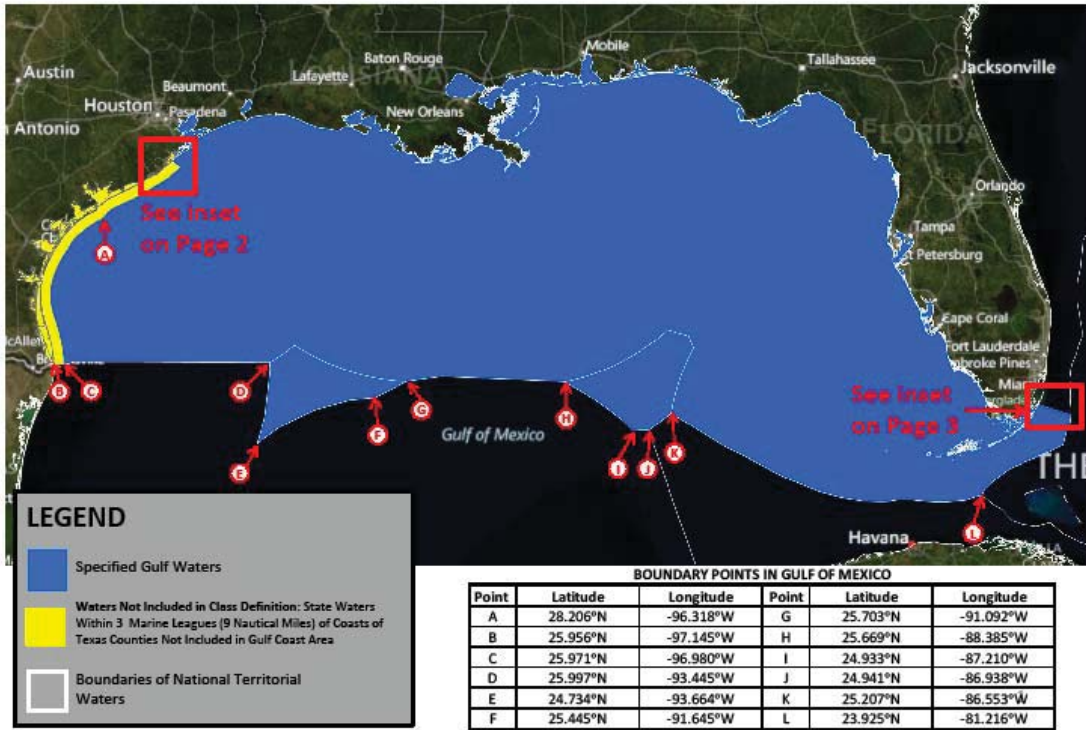 Austin
Houston
Pasadena
Beaumont
Lafayette
LOUISIANA
Baton Rouge
New Orleans
Mobile
Tallahassee
Jacksonville
FLORIDA
Orlando
Tampa
Petersburg
Cape Coral
Fort Lauderdale
broke Pines
n Antonio
See Inset
on Page 2
A
B
C
D
E
F
G
H
I
J
K
L
Gulf of Mexico
See Inset
on Page 3
THE
Havana
LEGEND
Specified Gulf Waters
Waters Not Included in Class Definition: State Waters
Within 3 Marine Leagues (9 Nautical Miles) of Coasts of
Texas Counties Not Included in Gulf Coast Area
Boundaries of National Territorial
Waters
BOUNDARY POINTS IN GULF OF MEXICO
Point Latitude Longitude Point Latitude Longitude
A 28.206°N -96.318°W G 25.703°N -91.092°W
B 25.956°N -97.145°W H 25.669°N -88.385°W
C 25.971°N -96.980°W I 24.933°N -87.210°W
D 25.997°N -93.445°W J 24.941°N -86.938°W
E 24.734°N -93.664°W K 25.207°N -86.553°W
F 25.445°N -91.645°W L 23.925°N -81.216°W